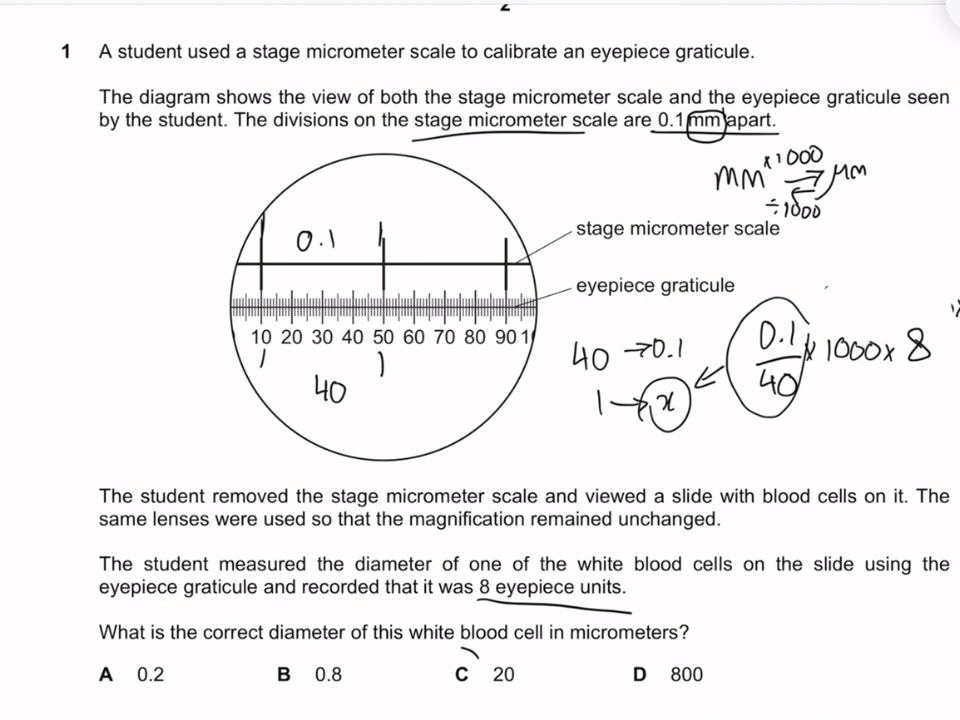 2
1 A student used a stage micrometer scale to calibrate an eyepiece graticule.
The diagram shows the view of both the stage micrometer scale and the eyepiece graticule seen
by the student. The divisions on the stage micrometer scale are 0.1 mm apart.
mm ×1000 → μm
÷1000
0.1
stage micrometer scale
eyepiece graticule
10 20 30 40 50 60 70 80 90 1
40
40 → 0.1
1 → x
0.1
40
× 1000 × 8
The student removed the stage micrometer scale and viewed a slide with blood cells on it. The
same lenses were used so that the magnification remained unchanged.
The student measured the diameter of one of the white blood cells on the slide using the
eyepiece graticule and recorded that it was 8 eyepiece units.
What is the correct diameter of this white blood cell in micrometers?
A 0.2 B 0.8 C 20 D 800